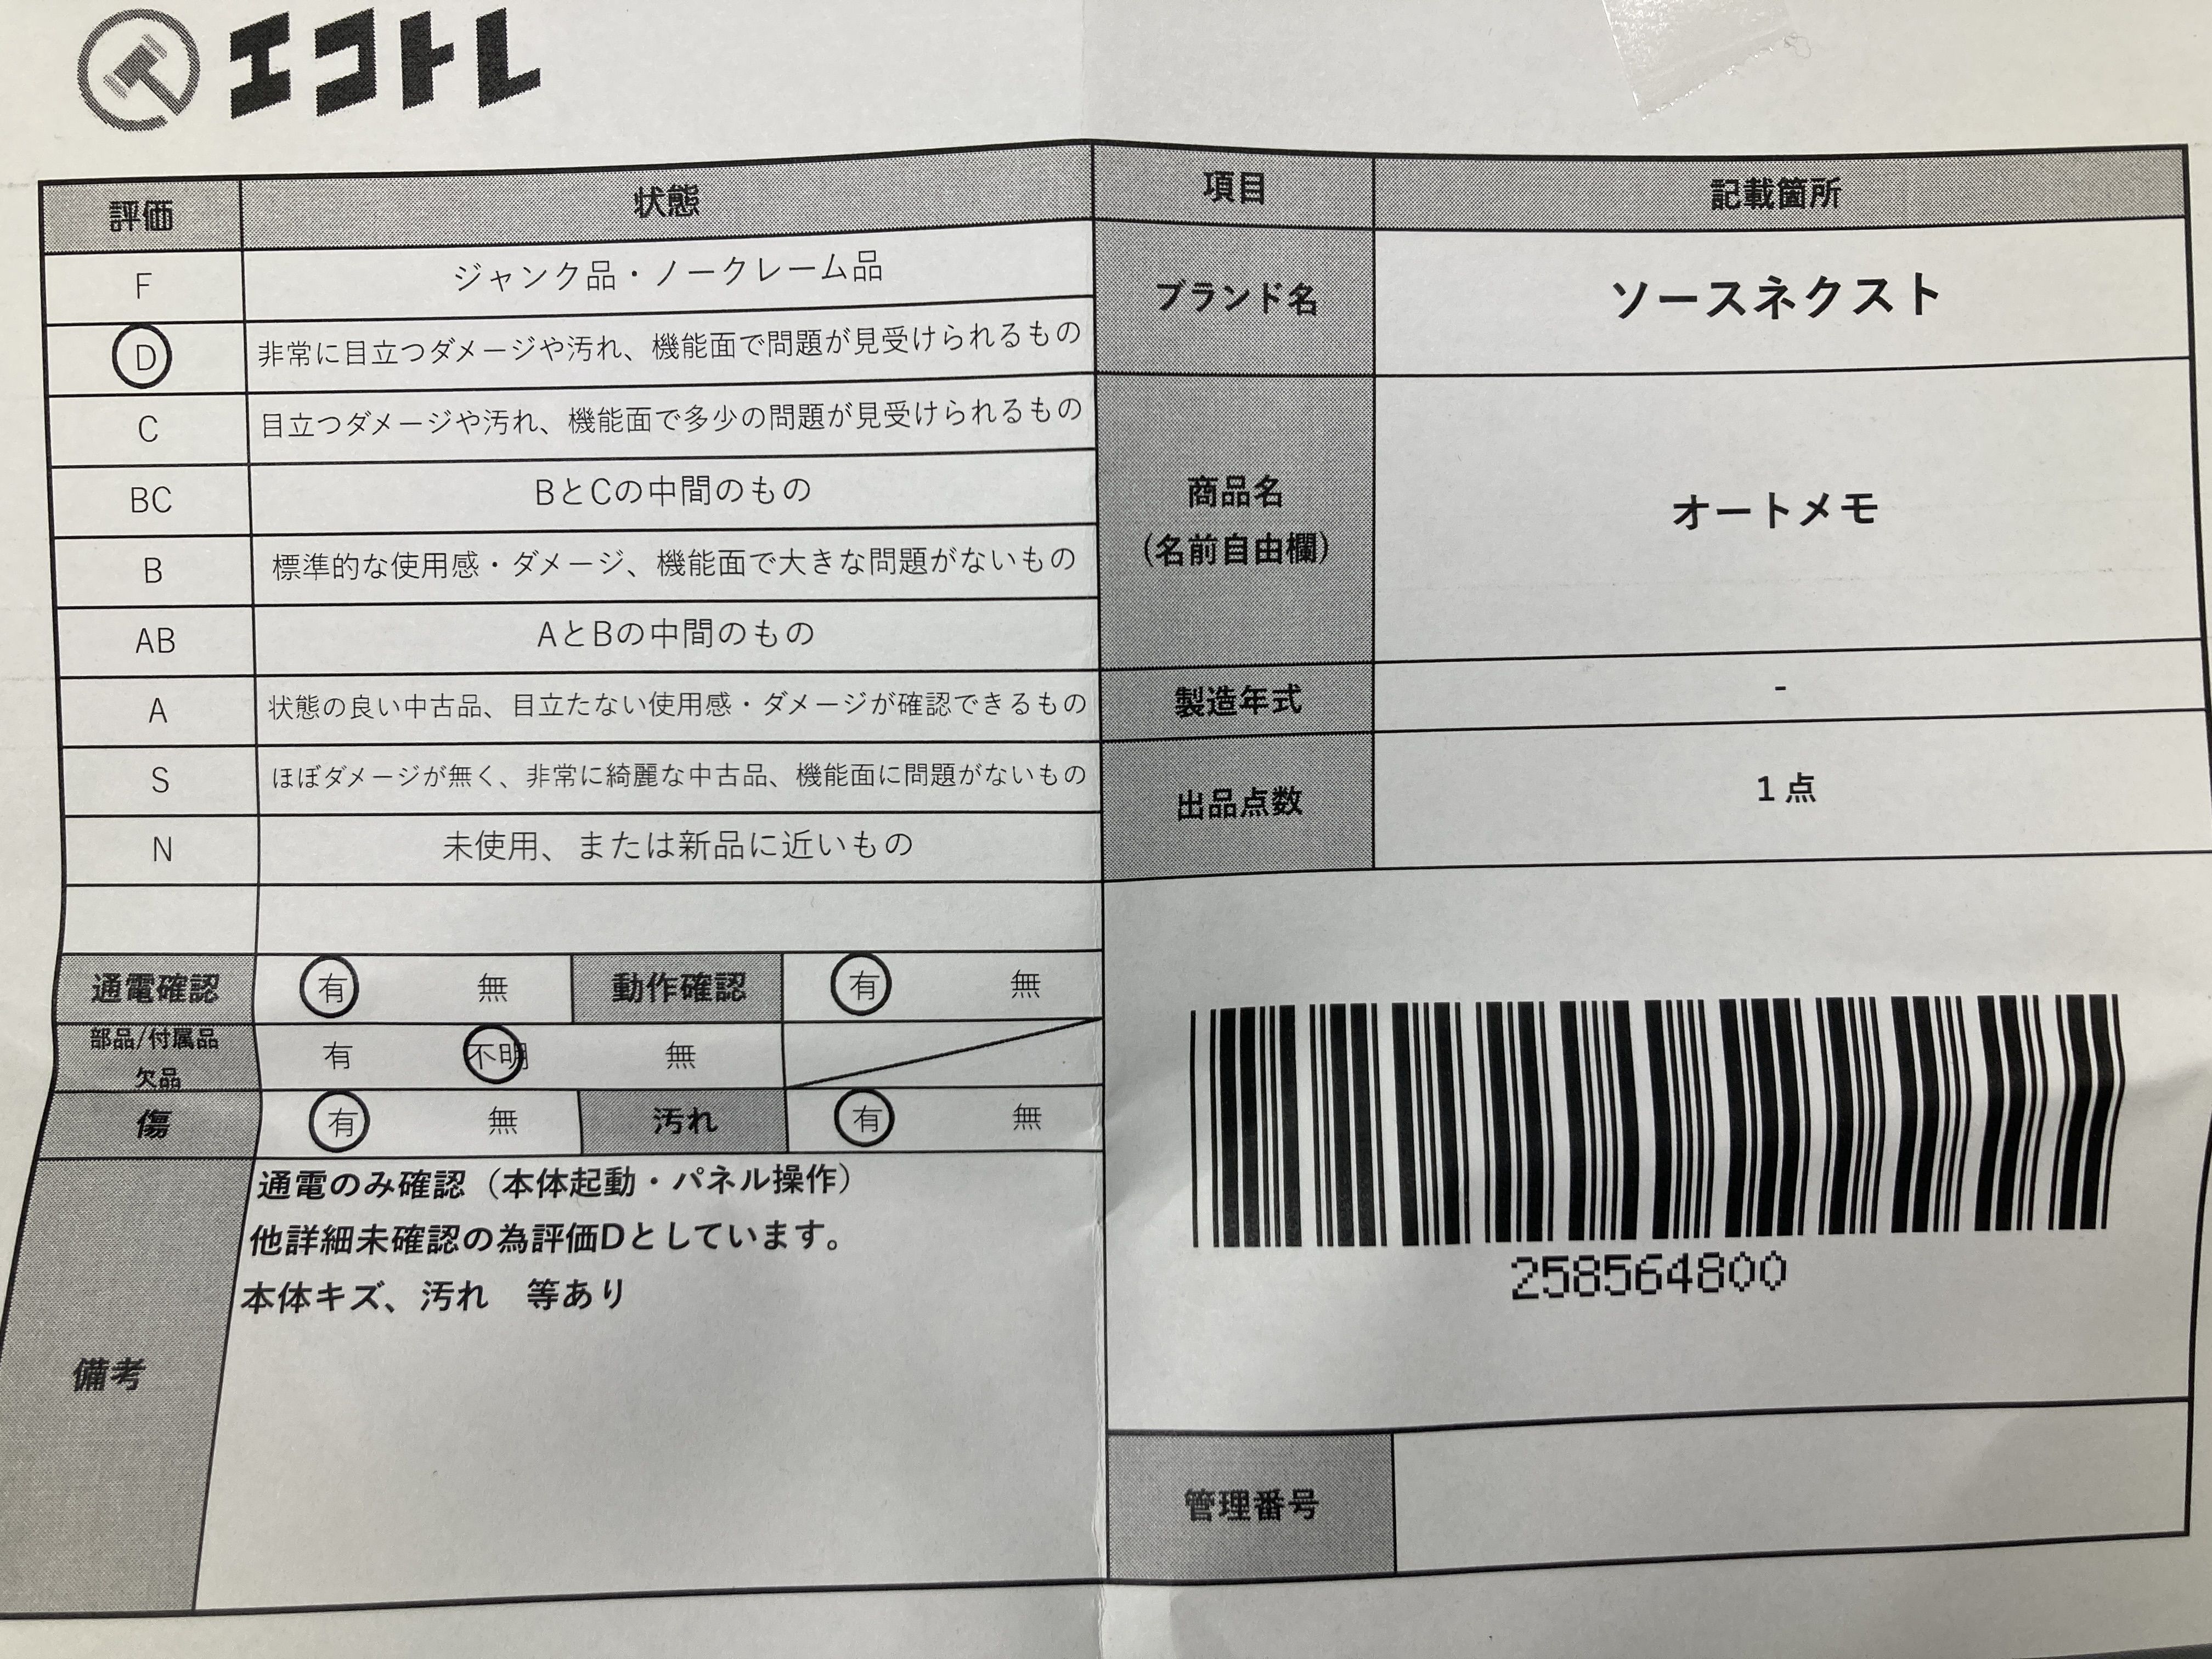 エコトレ
評価 状態
F ジャンク品・ノークレーム品
D 非常に目立つダメージや汚れ、機能面で問題が見受けられるもの
C 目立つダメージや汚れ、機能面で多少の問題が見受けられるもの
BC BとCの中間のもの
B 標準的な使用感・ダメージ、機能面で大きな問題がないもの
AB AとBの中間のもの
A 状態の良い中古品、目立たない使用感・ダメージが確認できるもの
S ほぼダメージが無く、非常に綺麗な中古品、機能面に問題がないもの
N 未使用、または新品に近いもの
通電確認 有 無 動作確認 有 無
部品/付属品
欠品 有 不明 無
傷 有 無 汚れ 有 無
備考
通電のみ確認（本体起動・パネル操作）
他詳細未確認の為評価Dとしています。
本体キズ、汚れ　等あり
項目 記載箇所
ブランド名 ソースネクスト
商品名
(名前自由欄) オートメモ
製造年式 -
出品点数 1点
258564800
管理番号